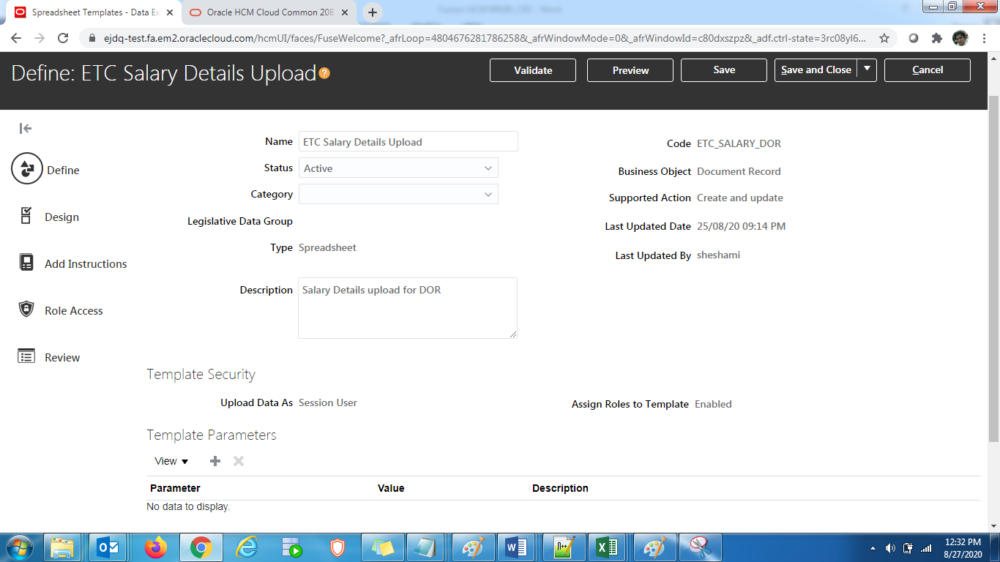 Spreadsheet Templates - Data Ex
Oracle HCM Cloud Common 20B
ejdq-test.fa.em2.oraclecloud.com/hcmUI/faces/FuseWelcome?_afrLoop=48046762817862​58&_afrWindowMode=0&_afrWindowId=c80dxszpz&_adf.ctrl-state=3rc08yl6...
Define: ETC Salary Details Upload
Validate
Preview
Save
Save and Close
Cancel
Define
Design
Add Instructions
Role Access
Review
Name ETC Salary Details Upload
Status Active
Category
Legislative Data Group
Type Spreadsheet
Description Salary Details upload for DOR
Code ETC_SALARY_DOR
Business Object Document Record
Supported Action Create and update
Last Updated Date 25/08/20 09:14 PM
Last Updated By sheshami
Template Security
Upload Data As Session User
Assign Roles to Template Enabled
Template Parameters
View
Parameter Value Description
No data to display.
12:32 PM
8/27/2020